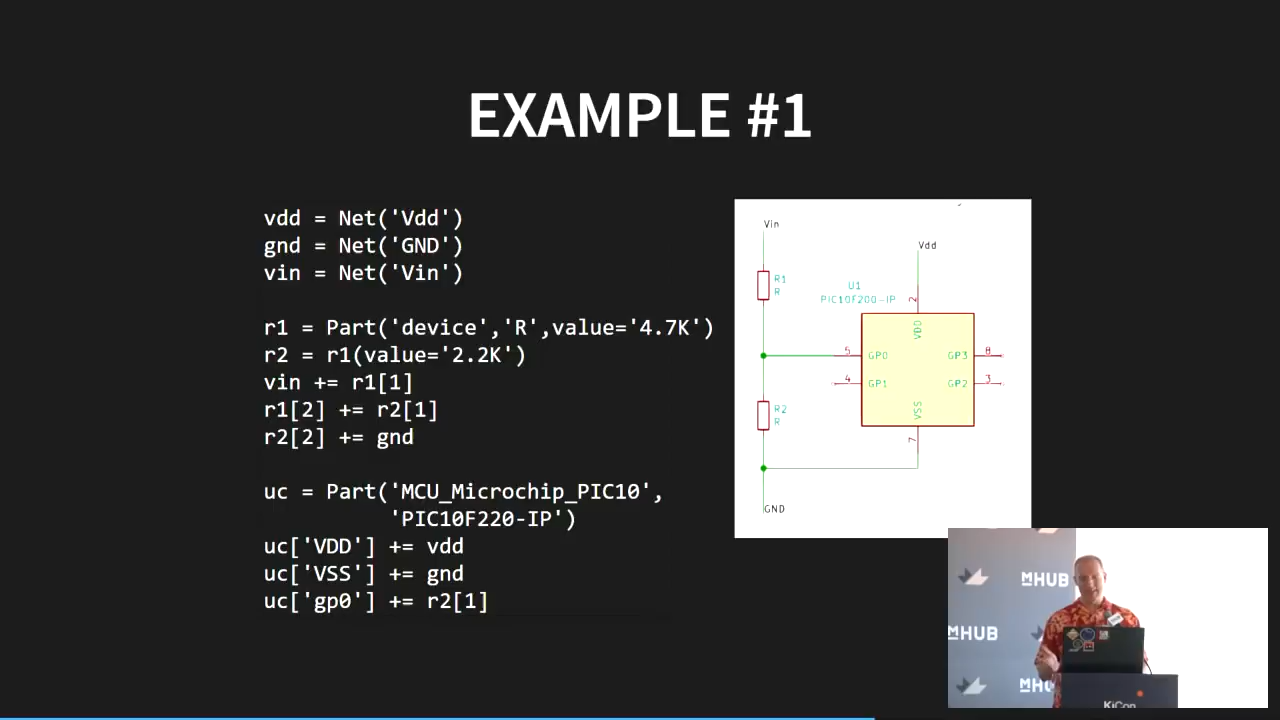 EXAMPLE #1
vdd = Net('Vdd')
gnd = Net('GND')
vin = Net('Vin')
r1 = Part('device','R',value='4.7K')
r2 = r1(value='2.2K')
vin += r1[1]
r1[2] += r2[1]
r2[2] += gnd
uc = Part('MCU_Microchip_PIC10',
'PIC10F220-IP')
uc['VDD'] += vdd
uc['VSS'] += gnd
uc['gp0'] += r2[1]
Vin
Vdd
R1
R
U1
PIC10F200-IP
2
VDD
5
GP0
GP3
8
4
GP1
GP2
3
R2
R
VSS
7
GND
MHUB
MHUB
KiCon